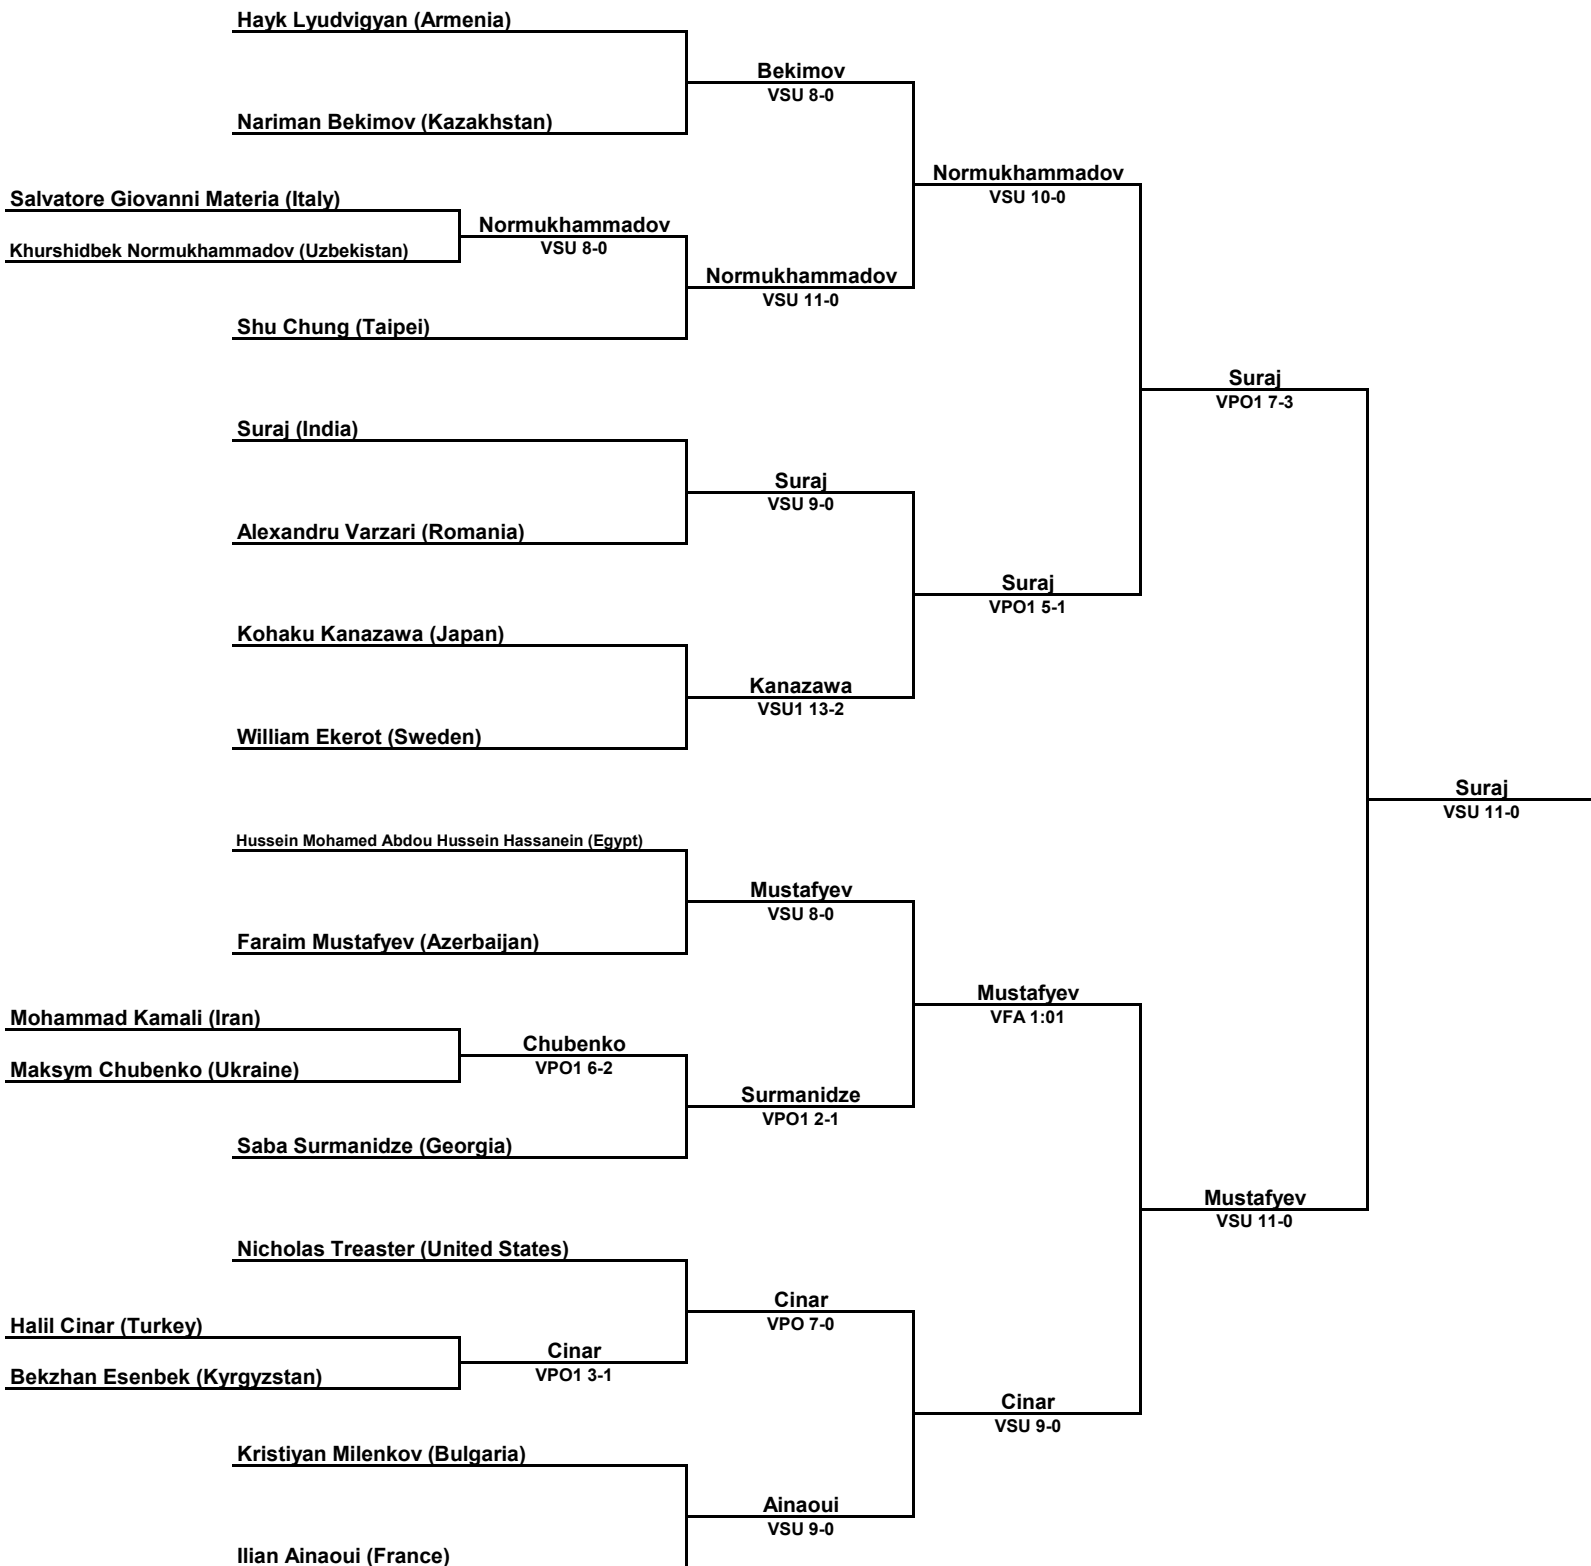 Hayk Lyudvigyan (Armenia)
Bekimov
VSU 8-0
Nariman Bekimov (Kazakhstan)
Normukhammadov
VSU 10-0
Salvatore Giovanni Materia (Italy)
Normukhammadov
VSU 8-0
Khurshidbek Normukhammadov (Uzbekistan)
Normukhammadov
VSU 11-0
Shu Chung (Taipei)
Suraj
VPO1 7-3
Suraj (India)
Suraj
VSU 9-0
Alexandru Varzari (Romania)
Suraj
VPO1 5-1
Kohaku Kanazawa (Japan)
Kanazawa
VSU1 13-2
William Ekerot (Sweden)
Suraj
VSU 11-0
Hussein Mohamed Abdou Hussein Hassanein (Egypt)
Mustafyev
VSU 8-0
Faraim Mustafyev (Azerbaijan)
Mustafyev
VFA 1:01
Mohammad Kamali (Iran)
Chubenko
VPO1 6-2
Maksym Chubenko (Ukraine)
Surmanidze
VPO1 2-1
Saba Surmanidze (Georgia)
Mustafyev
VSU 11-0
Nicholas Treaster (United States)
Cinar
VPO 7-0
Halil Cinar (Turkey)
Cinar
VPO1 3-1
Bekzhan Esenbek (Kyrgyzstan)
Cinar
VSU 9-0
Kristiyan Milenkov (Bulgaria)
Ainaoui
VSU 9-0
Ilian Ainaoui (France)